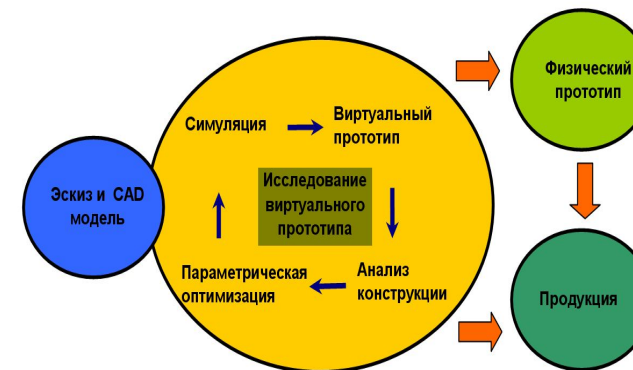 Эскиз и CAD
модель
Симуляция
Виртуальный
прототип
Исследование
виртуального
прототипа
Параметрическая
оптимизация
Анализ
конструкции
Физический
прототип
Продукция